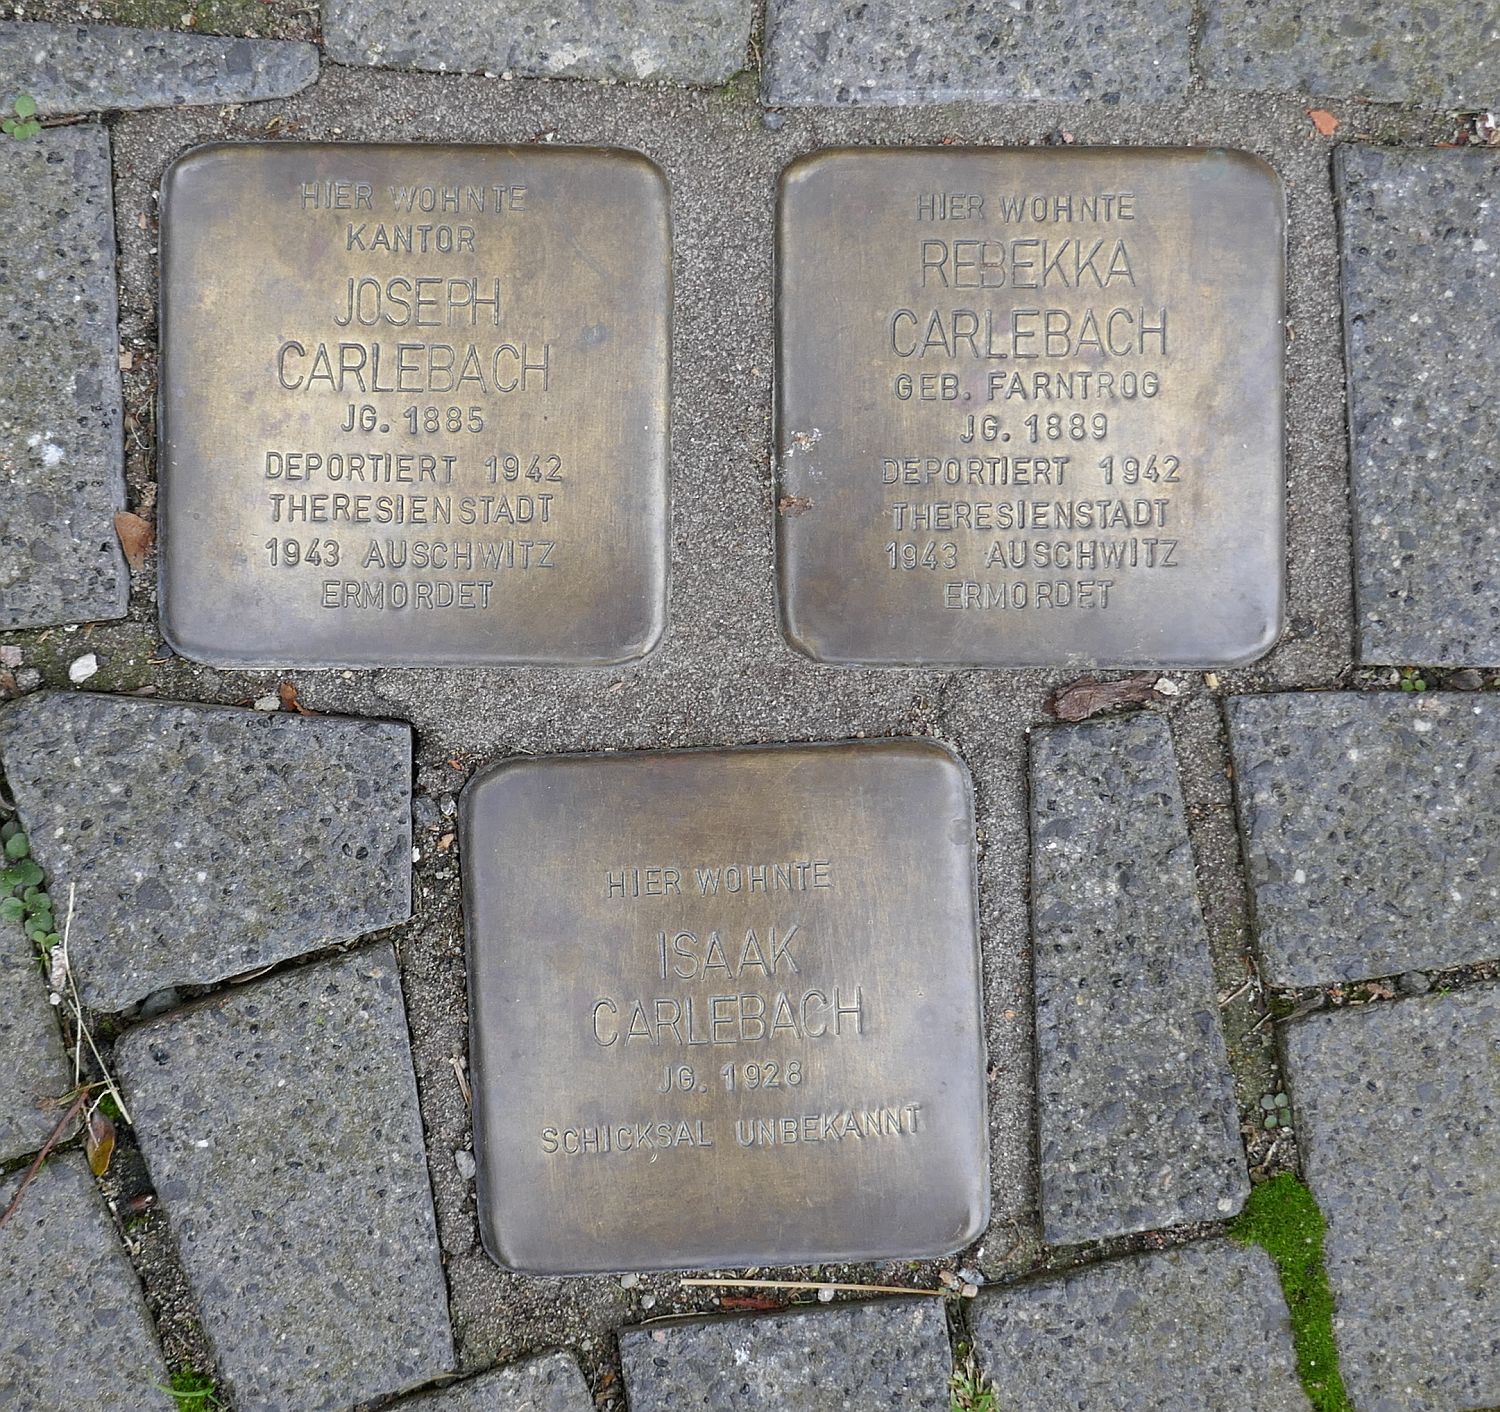 HIER WOHNTE
KANTOR
JOSEPH
CARLEBACH
JG. 1885
DEPORTIERT 1942
THERESIENSTADT
1943 AUSCHWITZ
ERMORDET
HIER WOHNTE
REBEKKA
CARLEBACH
GEB. FARNTROG
JG. 1889
DEPORTIERT 1942
THERESIENSTADT
1943 AUSCHWITZ
ERMORDET
HIER WOHNTE
ISAAK
CARLEBACH
JG. 1928
SCHICKSAL UNBEKANNT